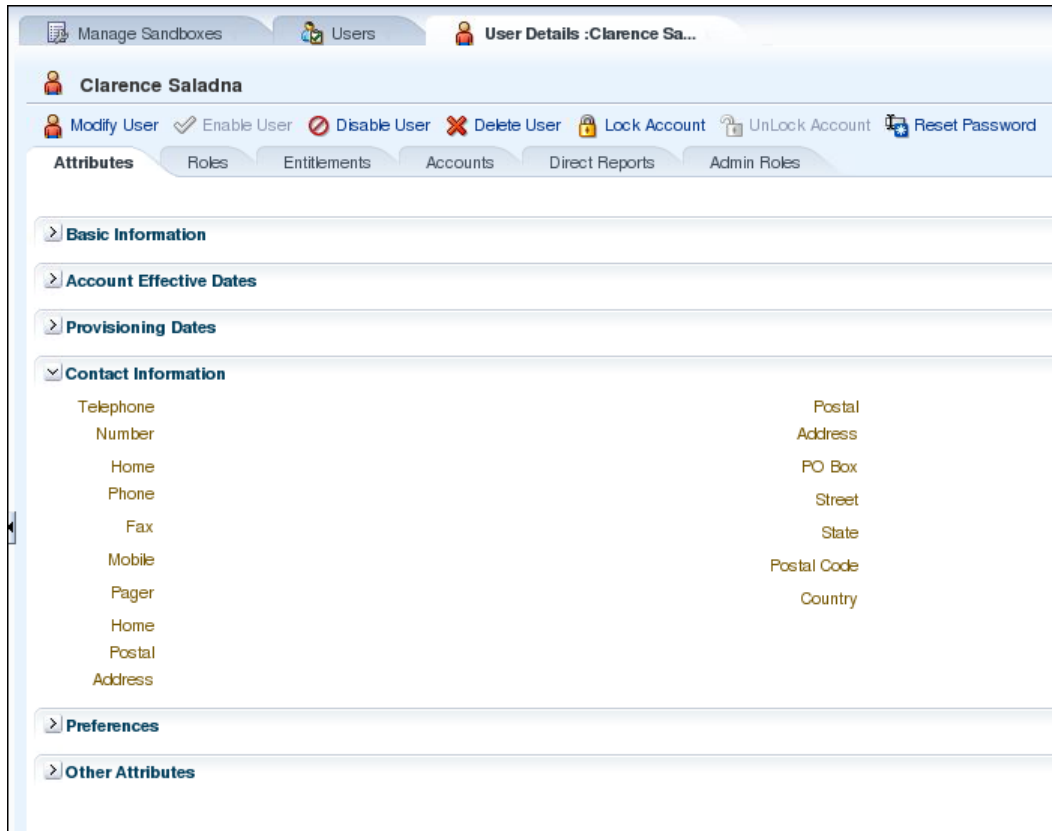 Manage Sandboxes Users User Details :Clarence Sa...
Clarence Saladna
Modify User Enable User Disable User Delete User Lock Account UnLock Account Reset Password
Attributes Roles Entitlements Accounts Direct Reports Admin Roles
Basic Information
Account Effective Dates
Provisioning Dates
Contact Information
Telephone
Number
Home
Phone
Fax
Mobile
Pager
Home
Postal
Address
Postal
Address
PO Box
Street
State
Postal Code
Country
Preferences
Other Attributes